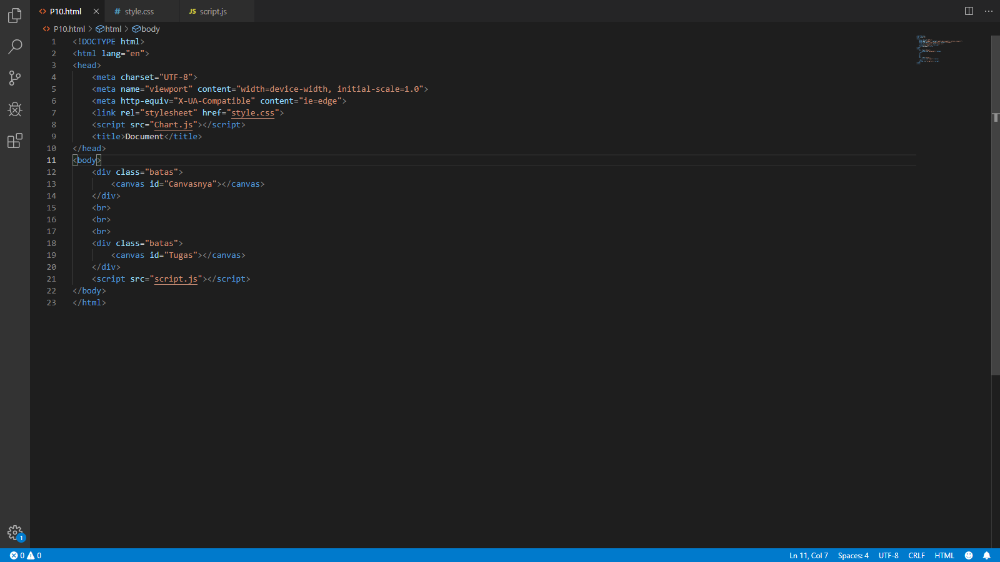 P10.html style.css JS script.js
P10.html html body
1 <!DOCTYPE html>
2 <html lang="en">
3 <head>
4 <meta charset="UTF-8">
5 <meta name="viewport" content="width=device-width, initial-scale=1.0">
6 <meta http-equiv="X-UA-Compatible" content="ie=edge">
7 <link rel="stylesheet" href="style.css">
8 <script src="Chart.js"></script>
9 <title>Document</title>
10 </head>
11 <body>
12 <div class="batas">
13 <canvas id="Canvasnya"></canvas>
14 </div>
15 <br>
16 <br>
17 <br>
18 <div class="batas">
19 <canvas id="Tugas"></canvas>
20 </div>
21 <script src="script.js"></script>
22 </body>
23 </html>
1
0 0 Ln 11, Col 7 Spaces: 4 UTF-8 CRLF HTML